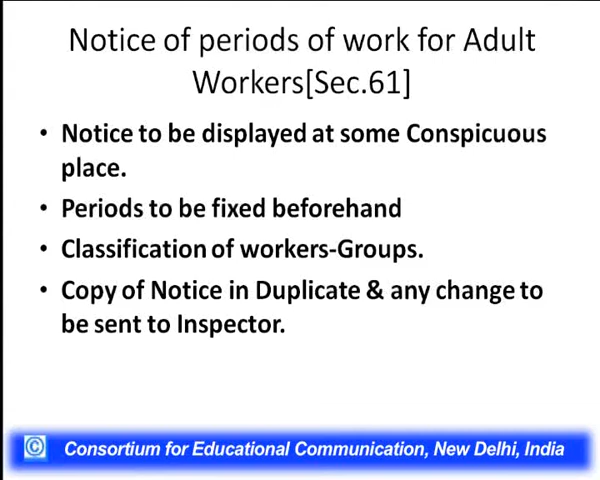 Notice of periods of work for Adult
Workers[Sec.61]
• Notice to be displayed at some Conspicuous
place.
• Periods to be fixed beforehand
• Classification of workers-Groups.
• Copy of Notice in Duplicate & any change to
be sent to Inspector.
© Consortium for Educational Communication, New Delhi, India